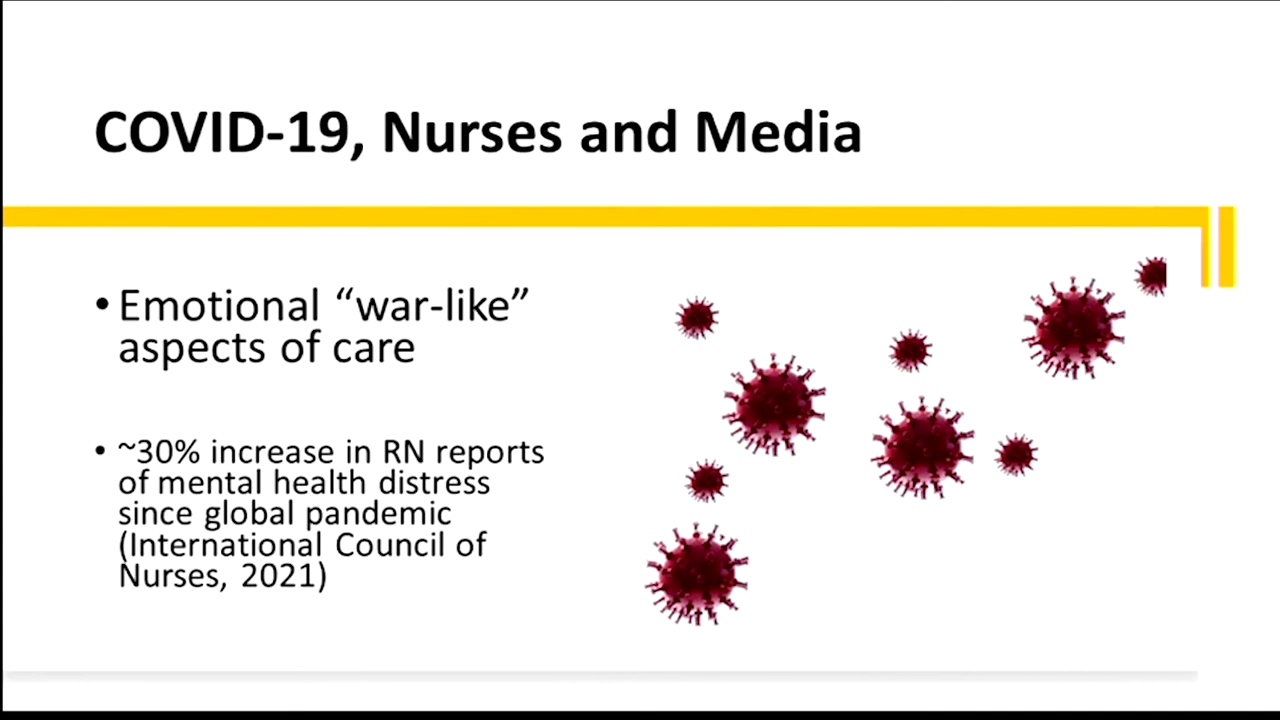 COVID-19, Nurses and Media
• Emotional “war-like”
aspects of care
• ~30% increase in RN reports
of mental health distress
since global pandemic
(International Council of
Nurses, 2021)